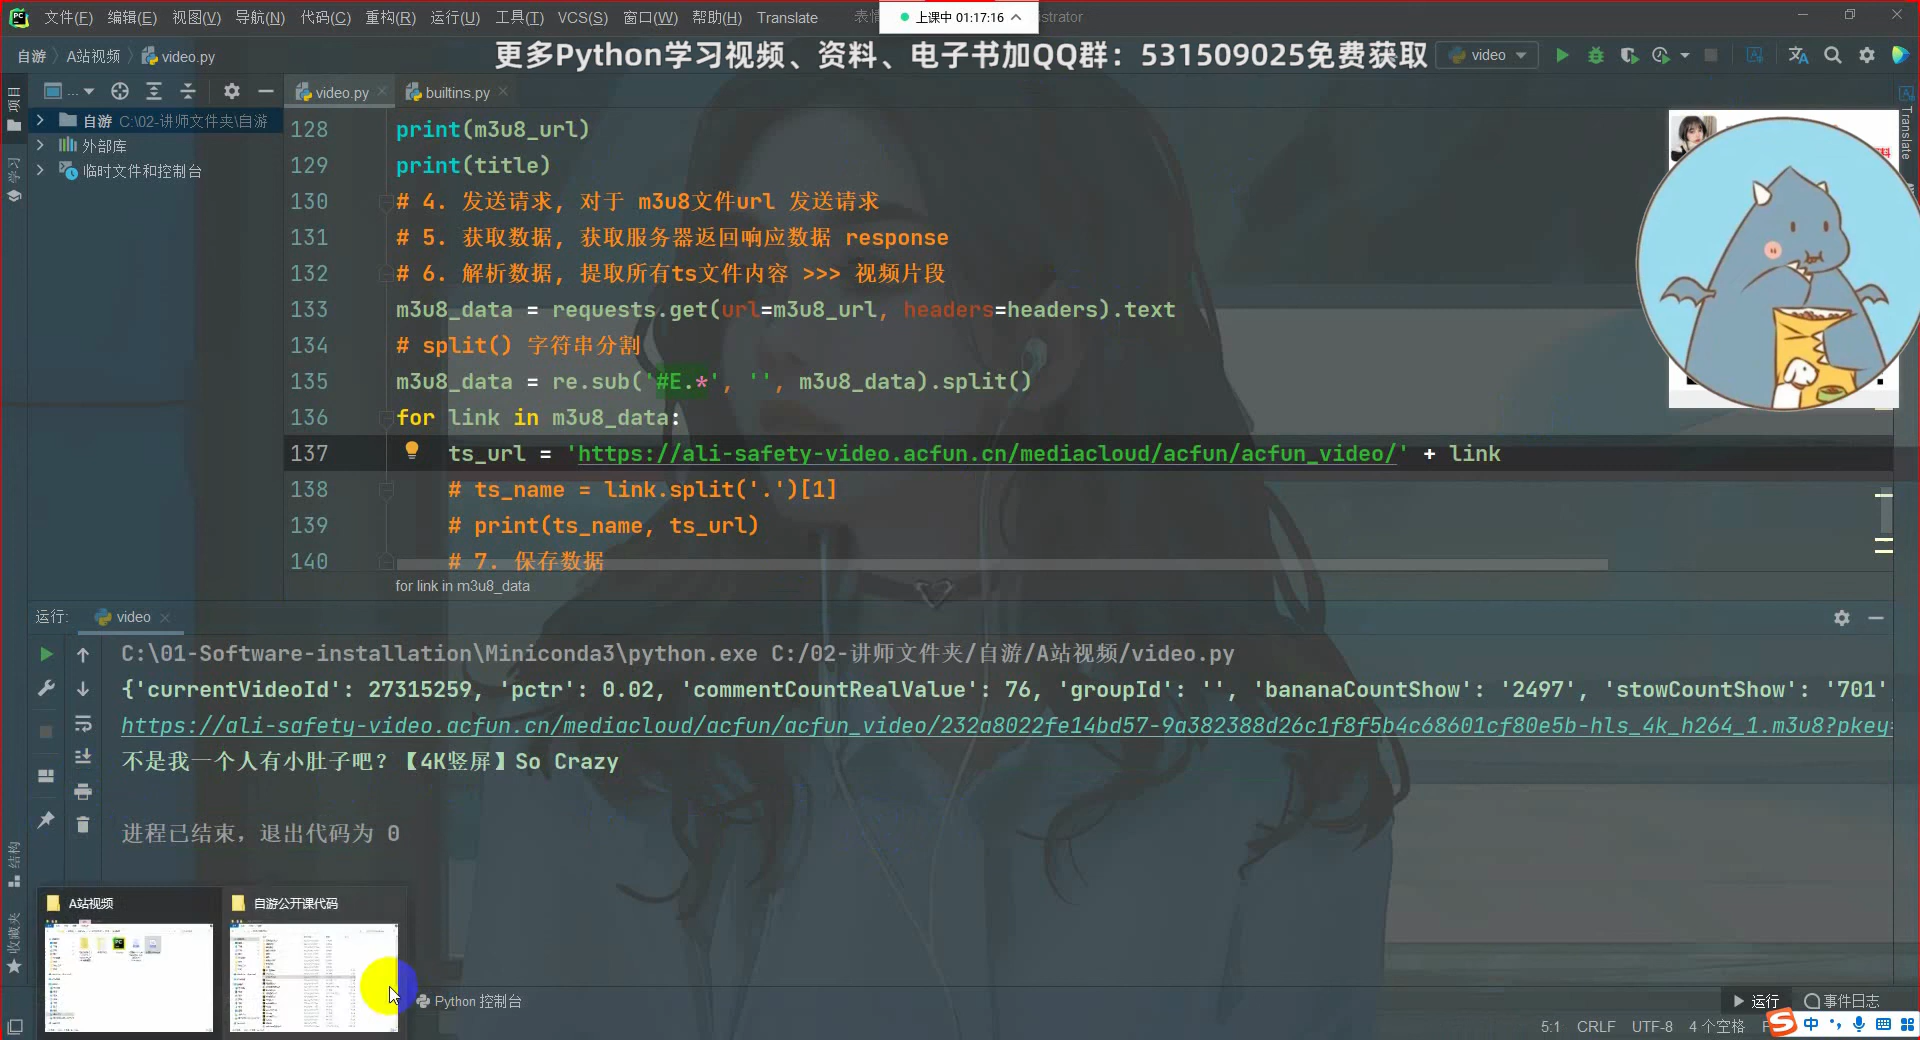 文件(F) 编辑(E) 视图(V) 导航(N) 代码(C) 重构(R) 运行(U) 工具(T) VCS(S) 窗口(W) 帮助(H) Translate
上课中 01:17:16
自游 A站视频 video.py
更多Python学习视频、资料、电子书加QQ群：531509025免费获取
video
项目
学习
结构
收藏夹
Translate
自游 C:\02-讲师文件夹\自游
外部库
临时文件和控制台
video.py builtins.py
128 print(m3u8_url)
129 print(title)
130 # 4. 发送请求, 对于 m3u8文件url 发送请求
131 # 5. 获取数据, 获取服务器返回响应数据 response
132 # 6. 解析数据, 提取所有ts文件内容 >>> 视频片段
133 m3u8_data = requests.get(url=m3u8_url, headers=headers).text
134 # split() 字符串分割
135 m3u8_data = re.sub('#E.*', '', m3u8_data).split()
136 for link in m3u8_data:
137 ts_url = 'https://ali-safety-video.acfun.cn/mediacloud/acfun/acfun_video/' + link
138 # ts_name = link.split('.')[1]
139 # print(ts_name, ts_url)
140 # 7. 保存数据
for link in m3u8_data
运行: video
C:\01-Software-installation\Miniconda3\python.exe C:/02-讲师文件夹/自游/A站视频/video.py
{'currentVideoId': 27315259, 'pctr': 0.02, 'commentCountRealValue': 76, 'groupId': '', 'bananaCountShow': '2497', 'stowCountShow': '701'
https://ali-safety-video.acfun.cn/mediacloud/acfun/acfun_video/232a8022fe14bd57-9a382388d26c1f8f5b4c68601cf80e5b-hls_4k_h264_1.m3u8?pkey=
不是我一个人有小肚子吧？【4K竖屏】So Crazy
进程已结束，退出代码为 0
A站视频 自游公开课代码
Python 控制台
运行 事件日志
5:1 CRLF UTF-8 4 个空格
中